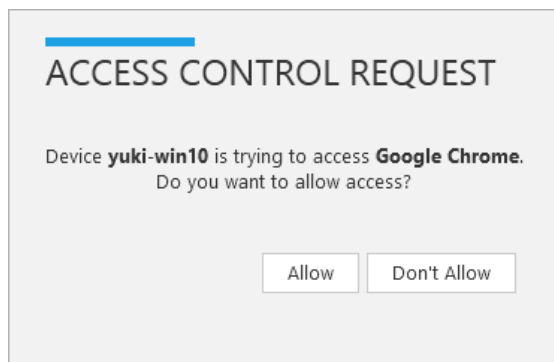 ACCESS CONTROL REQUEST
Device yuki-win10 is trying to access Google Chrome.
Do you want to allow access?
Allow
Don't Allow